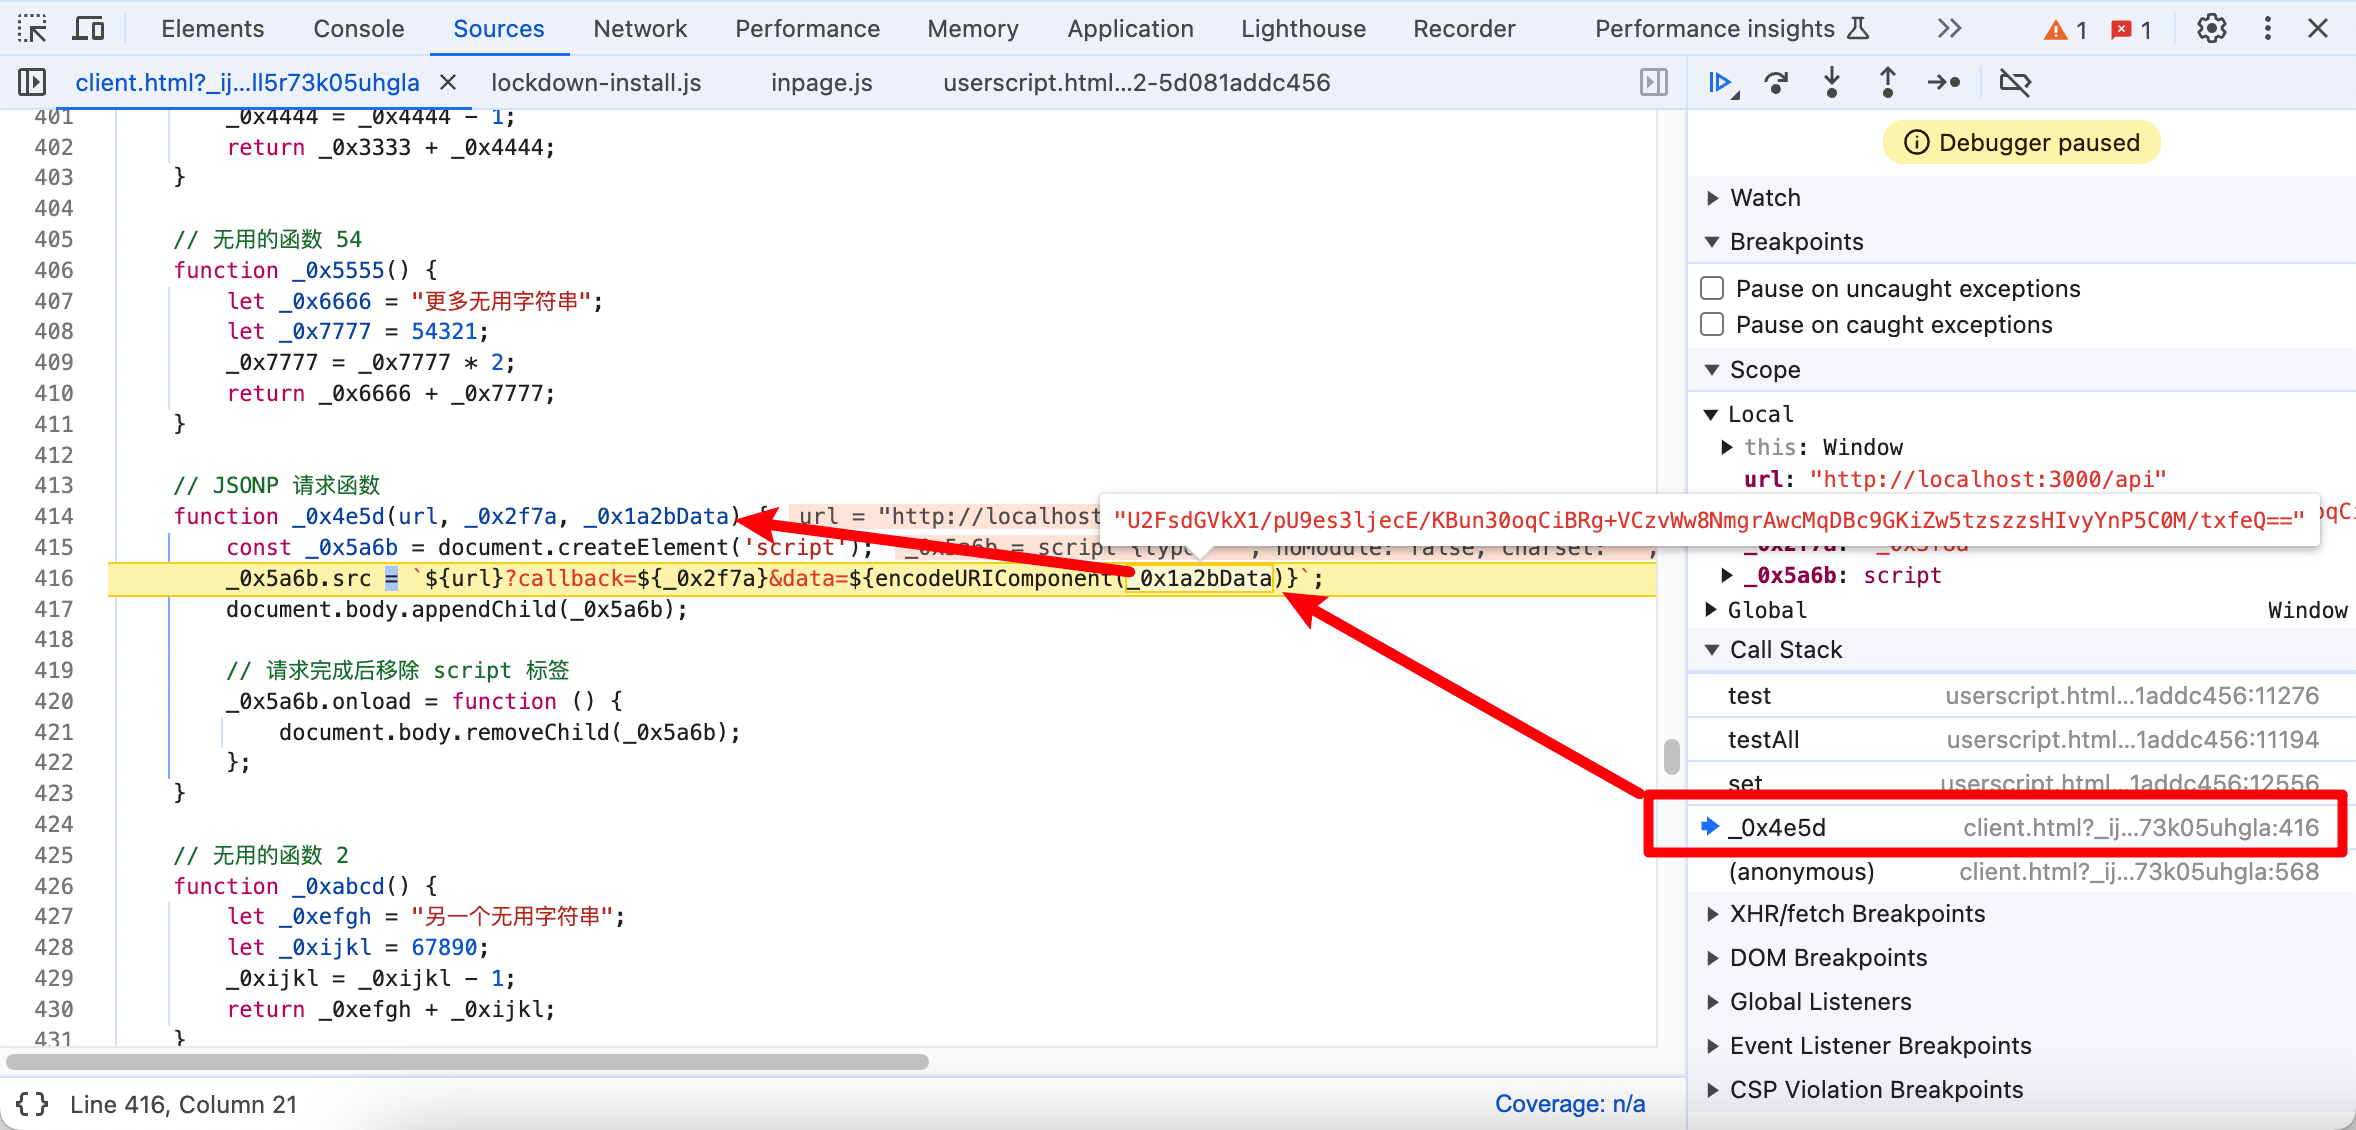 Elements Console Sources Network Performance Memory Application Lighthouse Recorder Performance insights 1 1
client.html?_ij...ll5r73k05uhgla lockdown-install.js inpage.js userscript.html...2-5d081addc456
401 _0x4444 = _0x4444 - 1;
402 return _0x3333 + _0x4444;
403 }
404
405 // 无用的函数 54
406 function _0x5555() {
407 let _0x6666 = "更多无用字符串";
408 let _0x7777 = 54321;
409 _0x7777 = _0x7777 * 2;
410 return _0x6666 + _0x7777;
411 }
412
413 // JSONP 请求函数
414 function _0x4e5d(url, _0x2f7a, _0x1a2bData) { url = "http://localhost
"U2FsdGVkX1/pU9es3ljecE/KBun30oqCiBRg+VCzvWw8NmgrAwcMqDBc9GKiZw5tzszzsHIvyYnP5C0M/txfeQ=="
415 const _0x5a6b = document.createElement('script'); _0x5a6b = script {type: , noModule: false, charset:
416 _0x5a6b.src = `${url}?callback=${_0x2f7a}&data=${encodeURIComponent(_0x1a2bData)}`;
417 document.body.appendChild(_0x5a6b);
418
419 // 请求完成后移除 script 标签
420 _0x5a6b.onload = function () {
421 document.body.removeChild(_0x5a6b);
422 };
423 }
424
425 // 无用的函数 2
426 function _0xabcd() {
427 let _0xefgh = "另一个无用字符串";
428 let _0xijkl = 67890;
429 _0xijkl = _0xijkl - 1;
430 return _0xefgh + _0xijkl;
431 }
{ } Line 416, Column 21 Coverage: n/a
Debugger paused
Watch
Breakpoints
Pause on uncaught exceptions
Pause on caught exceptions
Scope
Local
this: Window
url: "http://localhost:3000/api"
_0x2f7a:
_0x5a6b: script
Global Window
Call Stack
test userscript.html...1addc456:11276
testAll userscript.html...1addc456:11194
set userscript.html...1addc456:12556
_0x4e5d client.html?_ij...73k05uhgla:416
(anonymous) client.html?_ij...73k05uhgla:568
XHR/fetch Breakpoints
DOM Breakpoints
Global Listeners
Event Listener Breakpoints
CSP Violation Breakpoints